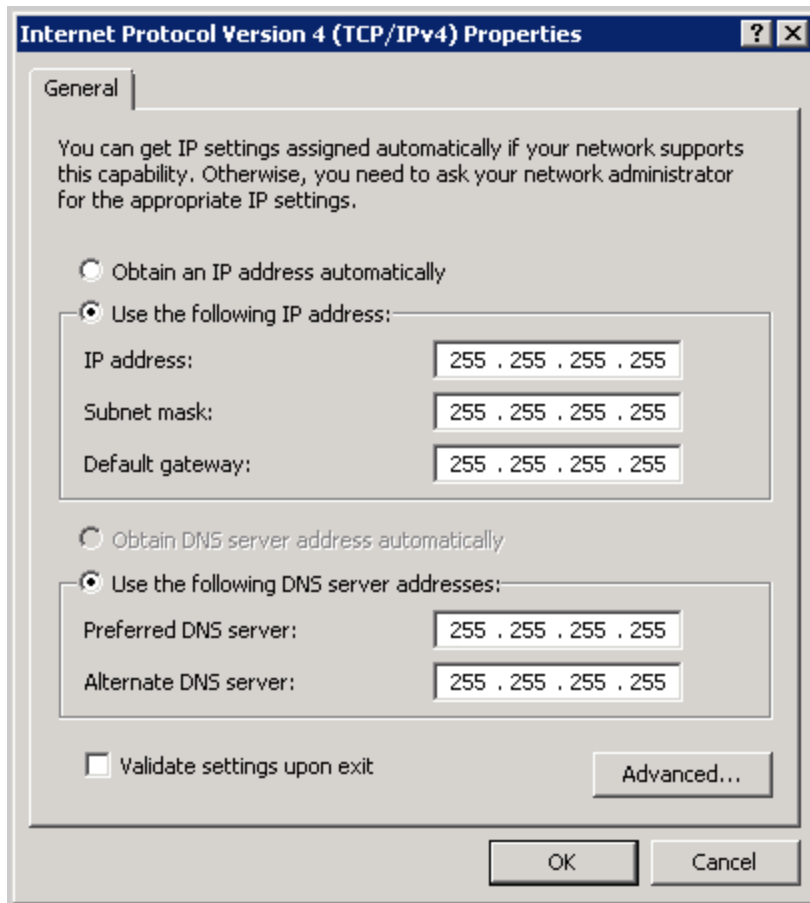 Internet Protocol Version 4 (TCP/IPv4) Properties
General
You can get IP settings assigned automatically if your network supports
this capability. Otherwise, you need to ask your network administrator
for the appropriate IP settings.
Obtain an IP address automatically
Use the following IP address:
IP address: 255 . 255 . 255 . 255
Subnet mask: 255 . 255 . 255 . 255
Default gateway: 255 . 255 . 255 . 255
Obtain DNS server address automatically
Use the following DNS server addresses:
Preferred DNS server: 255 . 255 . 255 . 255
Alternate DNS server: 255 . 255 . 255 . 255
Validate settings upon exit
Advanced...
OK Cancel